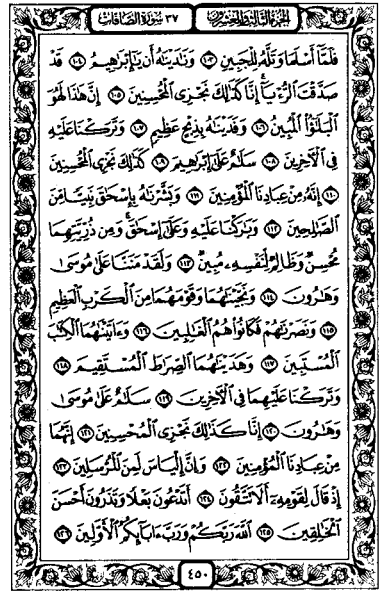 الجزء الثالث والعشرون ٣٧ سورة الصافات
فَلَمَّآ أَسْلَمَا وَتَلَّهُۥ لِلْجَبِينِ ١٠٣ وَنَٰدَيْنَٰهُ أَن يَٰٓإِبْرَٰهِيمُ ١٠٤ قَدْ
صَدَّقْتَ ٱلرُّءْيَآ إِنَّا كَذَٰلِكَ نَجْزِى ٱلْمُحْسِنِينَ ١٠٥ إِنَّ هَٰذَا لَهُوَ
ٱلْبَلَٰٓؤُا۟ ٱلْمُبِينُ ١٠٦ وَفَدَيْنَٰهُ بِذِبْحٍ عَظِيمٍ ١٠٧ وَتَرَكْنَا عَلَيْهِ
فِى ٱلْءَاخِرِينَ ١٠٨ سَلَٰمٌ عَلَىٰٓ إِبْرَٰهِيمَ ١٠٩ كَذَٰلِكَ نَجْزِى ٱلْمُحْسِنِينَ
١١٠ إِنَّهُۥ مِنْ عِبَادِنَا ٱلْمُؤْمِنِينَ ١١١ وَبَشَّرْنَٰهُ بِإِسْحَٰقَ نَبِيًّا مِّنَ
ٱلصَّٰلِحِينَ ١١٢ وَبَٰرَكْنَا عَلَيْهِ وَعَلَىٰٓ إِسْحَٰقَ وَمِن ذُرِّيَّتِهِمَا
مُحْسِنٌ وَظَالِمٌ لِّنَفْسِهِۦ مُبِينٌ ١١٣ وَلَقَدْ مَنَنَّا عَلَىٰ مُوسَىٰ
وَهَٰرُونَ ١١٤ وَنَجَّيْنَٰهُمَا وَقَوْمَهُمَا مِنَ ٱلْكَرْبِ ٱلْعَظِيمِ
١١٥ وَنَصَرْنَٰهُمْ فَكَانُوا۟ هُمُ ٱلْغَٰلِبِينَ ١١٦ وَءَاتَيْنَٰهُمَا ٱلْكِتَٰبَ
ٱلْمُسْتَبِينَ ١١٧ وَهَدَيْنَٰهُمَا ٱلصِّرَٰطَ ٱلْمُسْتَقِيمَ ١١٨
وَتَرَكْنَا عَلَيْهِمَا فِى ٱلْءَاخِرِينَ ١١٩ سَلَٰمٌ عَلَىٰ مُوسَىٰ
وَهَٰرُونَ ١٢٠ إِنَّا كَذَٰلِكَ نَجْزِى ٱلْمُحْسِنِينَ ١٢١ إِنَّهُمَا
مِنْ عِبَادِنَا ٱلْمُؤْمِنِينَ ١٢٢ وَإِنَّ إِلْيَاسَ لَمِنَ ٱلْمُرْسَلِينَ ١٢٣
إِذْ قَالَ لِقَوْمِهِۦٓ أَلَا تَتَّقُونَ ١٢٤ أَتَدْعُونَ بَعْلًا وَتَذَرُونَ أَحْسَنَ
ٱلْخَٰلِقِينَ ١٢٥ ٱللَّهَ رَبَّكُمْ وَرَبَّ ءَابَآئِكُمُ ٱلْأَوَّلِينَ ١٢٦
٤٥٠